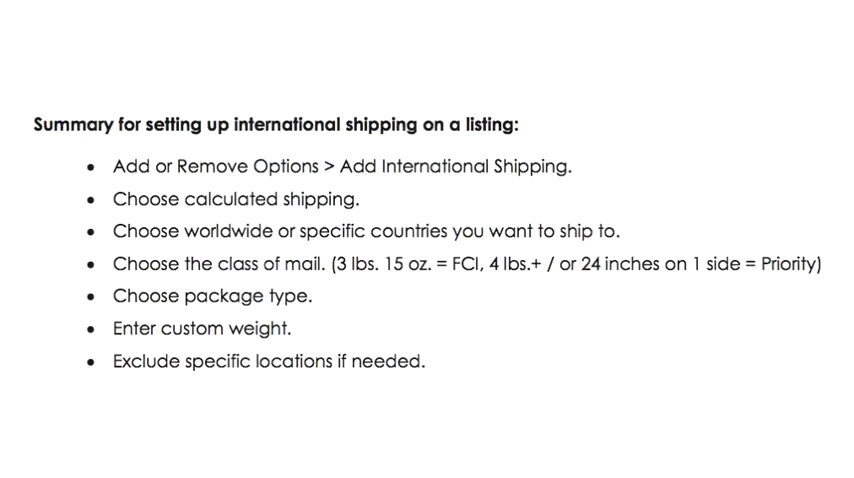 Summary for setting up international shipping on a listing:
• Add or Remove Options > Add International Shipping.
• Choose calculated shipping.
• Choose worldwide or specific countries you want to ship to.
• Choose the class of mail. (3 lbs. 15 oz. = FCI, 4 lbs.+ / or 24 inches on 1 side = Priority)
• Choose package type.
• Enter custom weight.
• Exclude specific locations if needed.